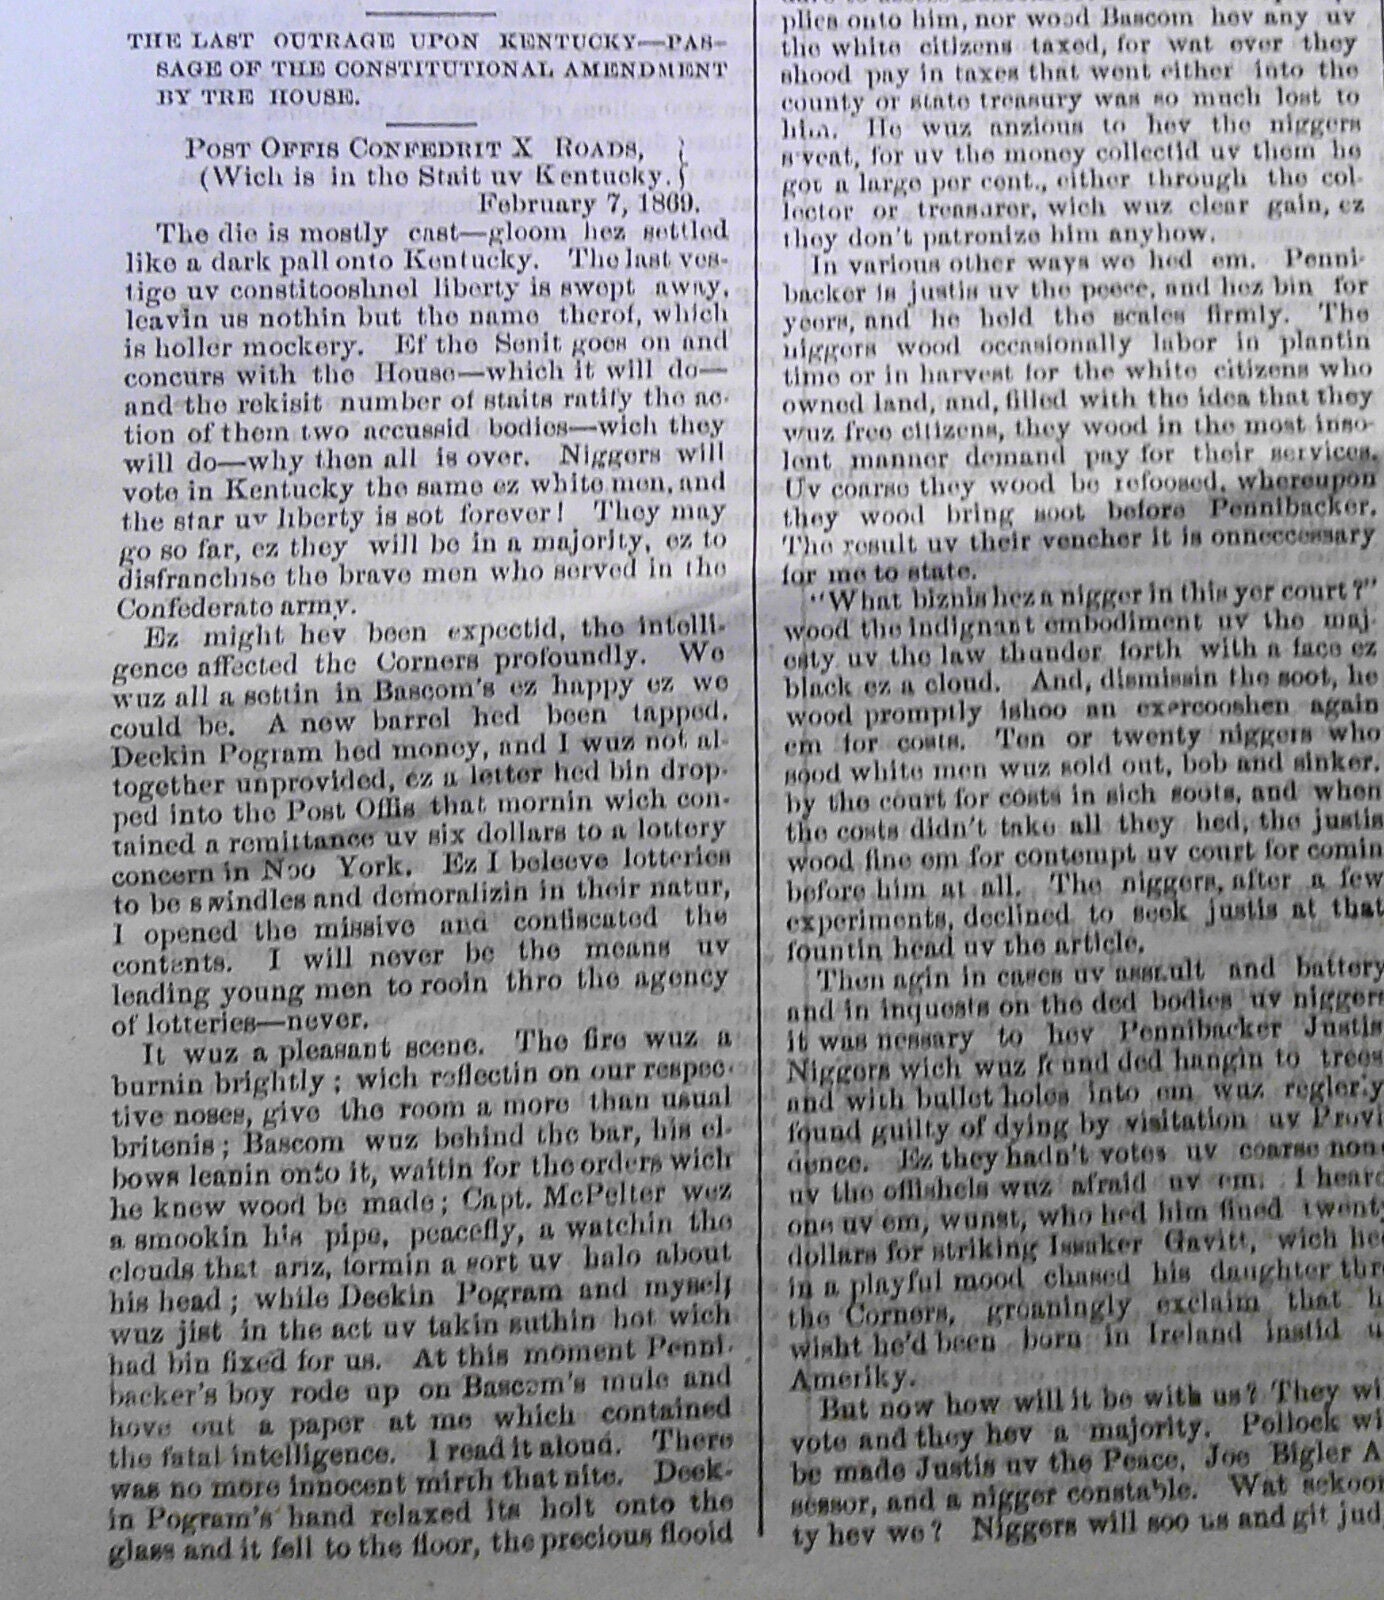 THE LAST OUTRAGE UPON KENTUCKY—PAS-
SAGE OF THE CONSTITUTIONAL AMENDMENT
BY TRE HOUSE.
POST OFFIS CONFEDRIT X ROADS,
(Wich is in the Stait uv Kentucky.
February 7, 1869.
The die is mostly cast—gloom hez settled
like a dark pall onto Kentucky. The last ves-
tige uv constitooshnel liberty is swept away,
leavin us nothin but the name therof, which
is holler mockery. Ef the Senit goes on and
concurs with the House—which it will do—
and the rekisit number of staits ratify the ac-
tion of them two accussid bodies—wich they
will do—why then all is over. Niggers will
vote in Kentucky the same ez white men, and
the star uv liberty is sot forever! They may
go so far, ez they will be in a majority, ez to
disfranchise the brave men who served in the
Confederate army.
Ez might hev been expectid, the intelli-
gence affected the Corners profoundly. We
wuz all a settin in Bascom's ez happy ez we
could be. A new barrel hed been tapped.
Deekin Pogram hed money, and I wuz not al-
together unprovided, ez a letter hed bin drop-
ped into the Post Offis that mornin wich con-
tained a remittance uv six dollars to a lottery
concern in Noo York. Ez I beleeve lotteries
to be swindles and demoralizin in their natur,
I opened the missive and confiscated the
contents. I will never be the means uv
leading young men to rooin thro the agency
of lotteries—never.
It wuz a pleasant scene. The fire wuz a
burnin brightly; wich reflectin on our respec-
tive noses, give the room a more than usual
britenis; Bascom wuz behind the bar, his el-
bows leanin onto it, waitin for the orders wich
he knew wood be made; Capt. McPelter wez
a smookin his pipe, peacefly, a watchin the
clouds that ariz, formin a sort uv halo about
his head; while Deekin Pogram and myself
wuz jist in the act uv takin suthin hot wich
had bin fixed for us. At this moment Penni-
backer's boy rode up on Bascom's mule and
hove out a paper at me which contained
the fatal intelligence. I read it aloud. There
was no more innocent mirth that nite. Deek-
in Pogram's hand relaxed its holt onto the
glass and it fell to the floor, the precious flooid
plies onto him, nor wood Bascom hev any uv
the white citizens taxed, for wat ever they
shood pay in taxes that went either into the
county or state treasury was so much lost to
him. He wuz anzious to hev the niggers
sweat, for uv the money collectid uv them he
got a large per cent., either through the col-
lector or treasurer, wich wuz clear gain, ez
they don't patronize him anyhow.
In various other ways we hed em. Penni-
backer is justis uv the peece, and hez bin for
yeers, and he held the scales firmly. The
niggers wood occasionally labor in plantin
time or in harvest for the white citizens who
owned land, and, filled with the idea that they
wuz free citizens, they wood in the most inso-
lent manner demand pay for their services.
Uv coarse they wood be refoosed, whereupon
they wood bring soot before Pennibacker.
The result uv their vencher it is onneccessary
for me to state.
"What biznis hez a nigger in this yer court?"
wood the indignant embodiment uv the maj-
esty uv the law thunder forth with a face ez
black ez a cloud. And, dismissin the soot, he
wood promptly ishoo an exercooshen again
em for costs. Ten or twenty niggers who
sood white men wuz sold out, bob and sinker,
by the court for costs in sich soots, and when
the costs didn't take all they hed, the justis
wood fine em for contempt uv court for comin
before him at all. The niggers, after a few
experiments, declined to seek justis at that
fountin head uv the article.
Then agin in cases uv assault and battery
and in inquests on the ded bodies uv niggers
it was nessary to hev Pennibacker Justis
Niggers wich wuz found ded hangin to trees
and with bullet holes into em wuz reglerly
found guilty of dying by visitation uv Provi
dence. Ez they hadn't votes uv coarse none
uv the offishels wuz afraid uv em. I heard
one uv em, wunst, who hed him fined twenty
dollars for striking Issaker Gavitt, wich hed
in a playful mood chased his daughter thro
the Corners, groaningly exclaim that h
wisht he'd been born in Ireland instid u
Ameriky.
But now how will it be with us? They wi
vote and they hev a majority. Pollock wi
be made Justis uv the Peace, Joe Bigler A
sessor, and a nigger constable. Wat sekoor
ty hev we? Niggers will soo us and git jud